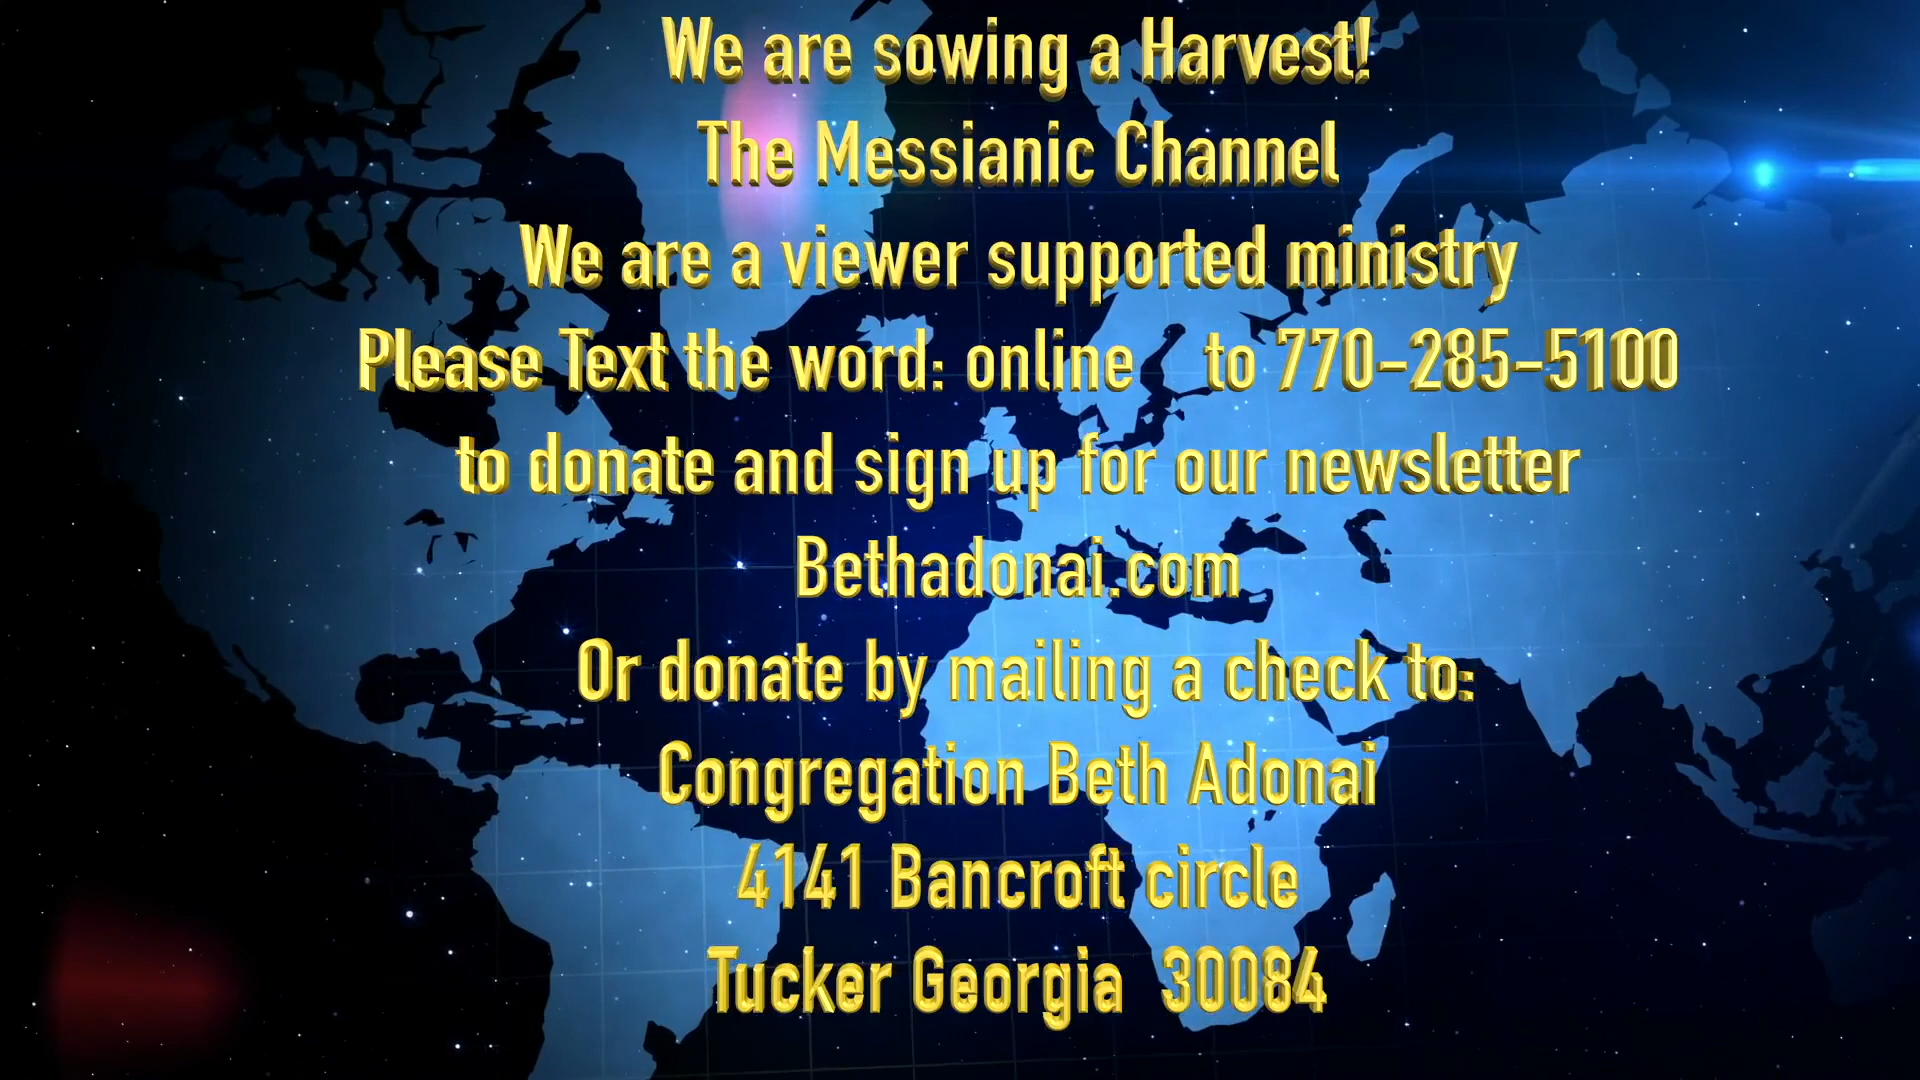 We are sowing a Harvest!
The Messianic Channel
We are a viewer supported ministry
Please Text the word: online to 770-285-5100
to donate and sign up for our newsletter
Bethadonai.com
Or donate by mailing a check to:
Congregation Beth Adonai
4141 Bancroft circle
Tucker Georgia 30084